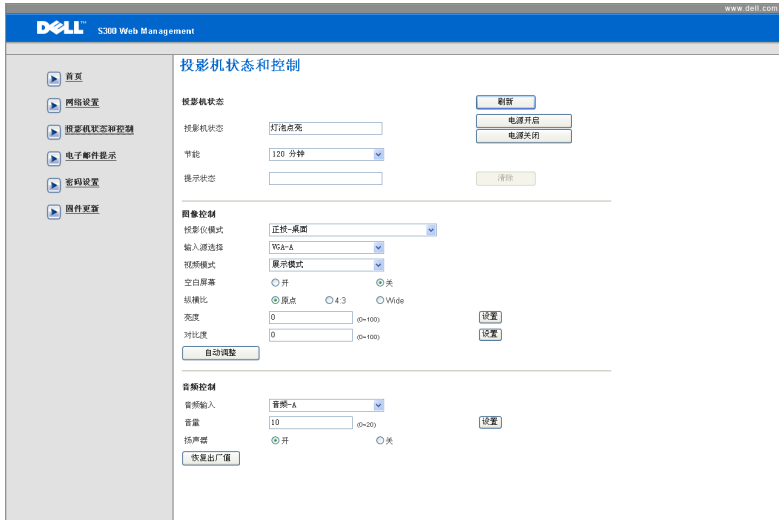 www.dell.com
DELL™ S300 Web Management
首页
网络设置
投影机状态和控制
电子邮件提示
密码设置
固件更新
投影机状态和控制
投影机状态 刷新
电源开启
投影机状态 灯泡点亮
电源关闭
节能 120 分钟
提示状态 清除
图像控制
投影仪模式 正投-桌面
输入源选择 VGA-A
视频模式 展示模式
空白屏幕 开 关
纵横比 原点 4:3 Wide
亮度 0 (0~100) 设置
对比度 0 (0~100) 设置
自动调整
音频控制
音频输入 音频-A
音量 10 (0~20) 设置
扬声器 开 关
恢复出厂值